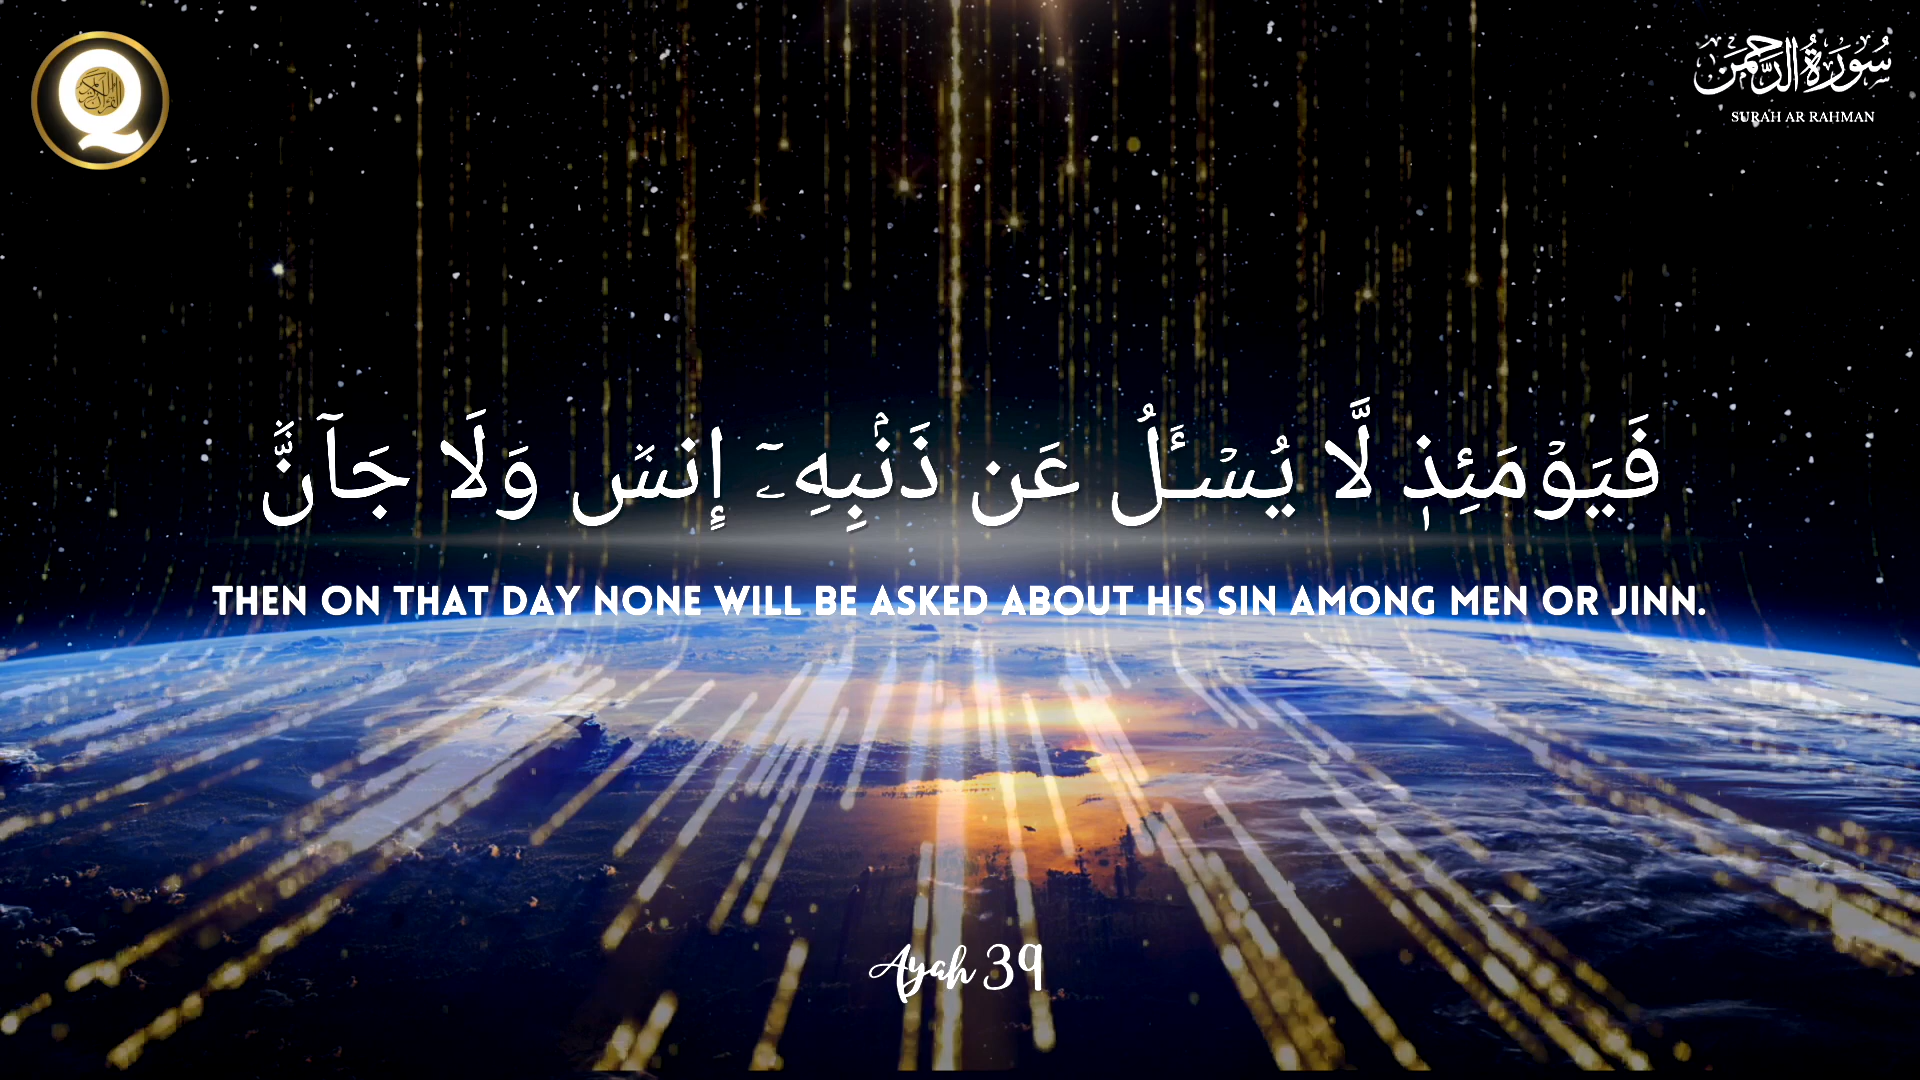 سُورَةُ الرَّحْمَن
SURAH AR RAHMAN
فَيَوْمَئِذٍ لَّا يُسْـَٔلُ عَن ذَنۢبِهِۦٓ إِنسٌ وَلَا جَآنٌّ
THEN ON THAT DAY NONE WILL BE ASKED ABOUT HIS SIN AMONG MEN OR JINN.
Ayah 39